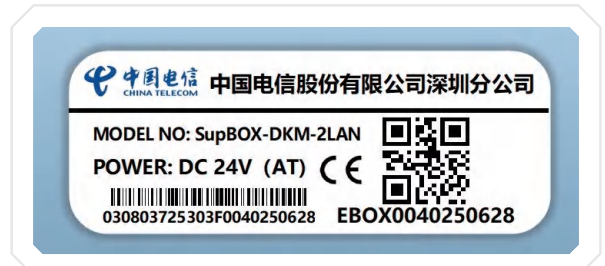 中国电信 中国电信股份有限公司深圳分公司
CHINA TELECOM
MODEL NO: SupBOX-DKM-2LAN
POWER: DC 24V (AT) CE
030803725303F0040250628 EBOX0040250628